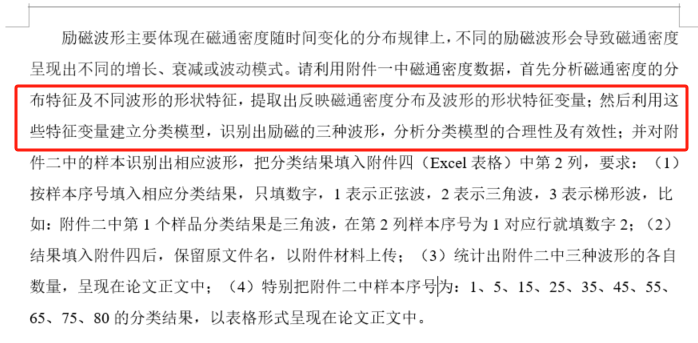 励磁波形主要体现在磁通密度随时间变化的分布规律上，不同的励磁波形会导致磁通密度
呈现出不同的增长、衰减或波动模式。请利用附件一中磁通密度数据，首先分析磁通密度的分
布特征及不同波形的形状特征，提取出反映磁通密度分布及波形的形状特征变量；然后利用这
些特征变量建立分类模型，识别出励磁的三种波形，分析分类模型的合理性及有效性；并对附
件二中的样本识别出相应波形，把分类结果填入附件四（Excel 表格）中第 2 列，要求：（1）
按样本序号填入相应分类结果，只填数字，1 表示正弦波，2 表示三角波，3 表示梯形波，比
如：附件二中第 1 个样品分类结果是三角波，在第 2 列样本序号为 1 对应行就填数字 2；（2）
结果填入附件四后，保留原文件名，以附件材料上传；（3）统计出附件二中三种波形的各自
数量，呈现在论文正文中；（4）特别把附件二中样本序号为：1、5、15、25、35、45、55、
65、75、80 的分类结果，以表格形式呈现在论文正文中。